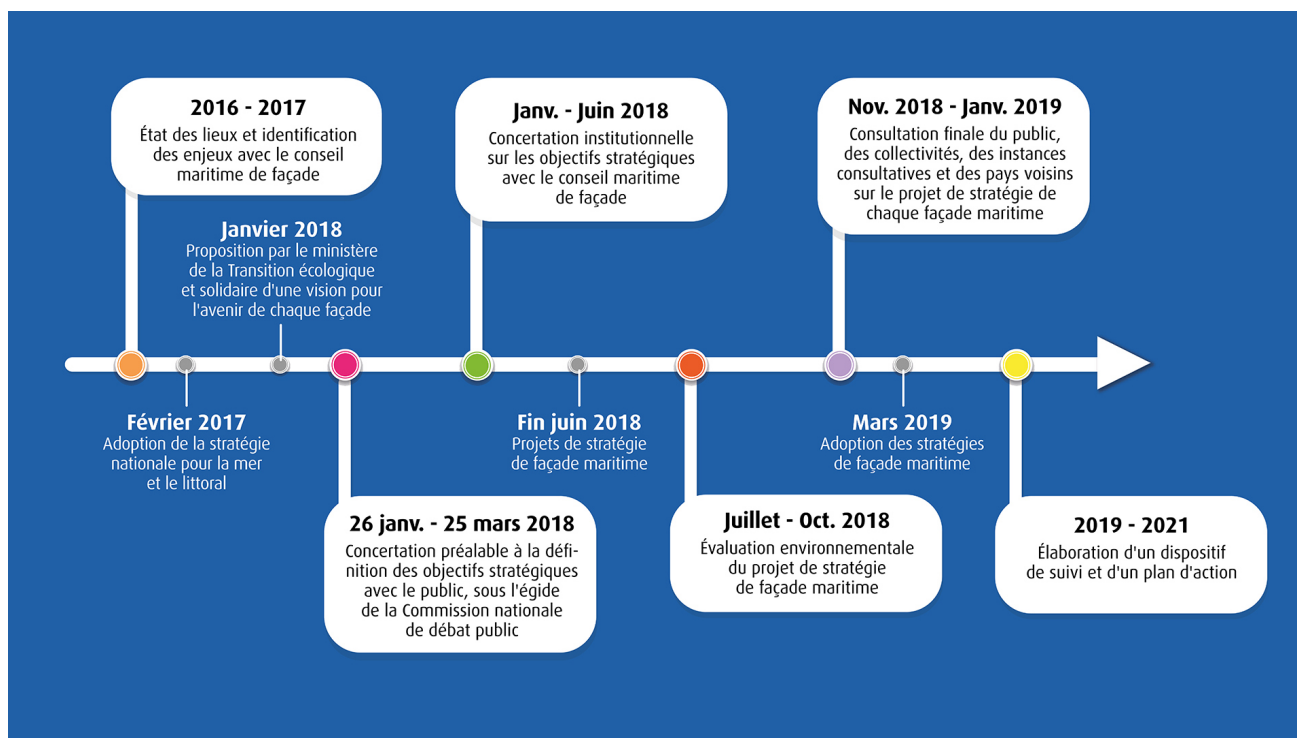 2016 - 2017
État des lieux et identification
des enjeux avec le conseil
maritime de façade
Janvier 2018
Proposition par le ministère
de la Transition écologique
et solidaire d'une vision pour
l'avenir de chaque façade
Janv. - Juin 2018
Concertation institutionnelle
sur les objectifs stratégiques
avec le conseil maritime
de façade
Nov. 2018 - Janv. 2019
Consultation finale du public,
des collectivités, des instances
consultatives et des pays voisins
sur le projet de stratégie de
chaque façade maritime
Février 2017
Adoption de la stratégie
nationale pour la mer
et le littoral
26 janv. - 25 mars 2018
Concertation préalable à la défi-
nition des objectifs stratégiques
avec le public, sous l'égide
de la Commission nationale
de débat public
Fin juin 2018
Projets de stratégie
de façade maritime
Juillet - Oct. 2018
Évaluation environnementale
du projet de stratégie
de façade maritime
Mars 2019
Adoption des stratégies
de façade maritime
2019 - 2021
Élaboration d'un dispositif
de suivi et d'un plan d'action